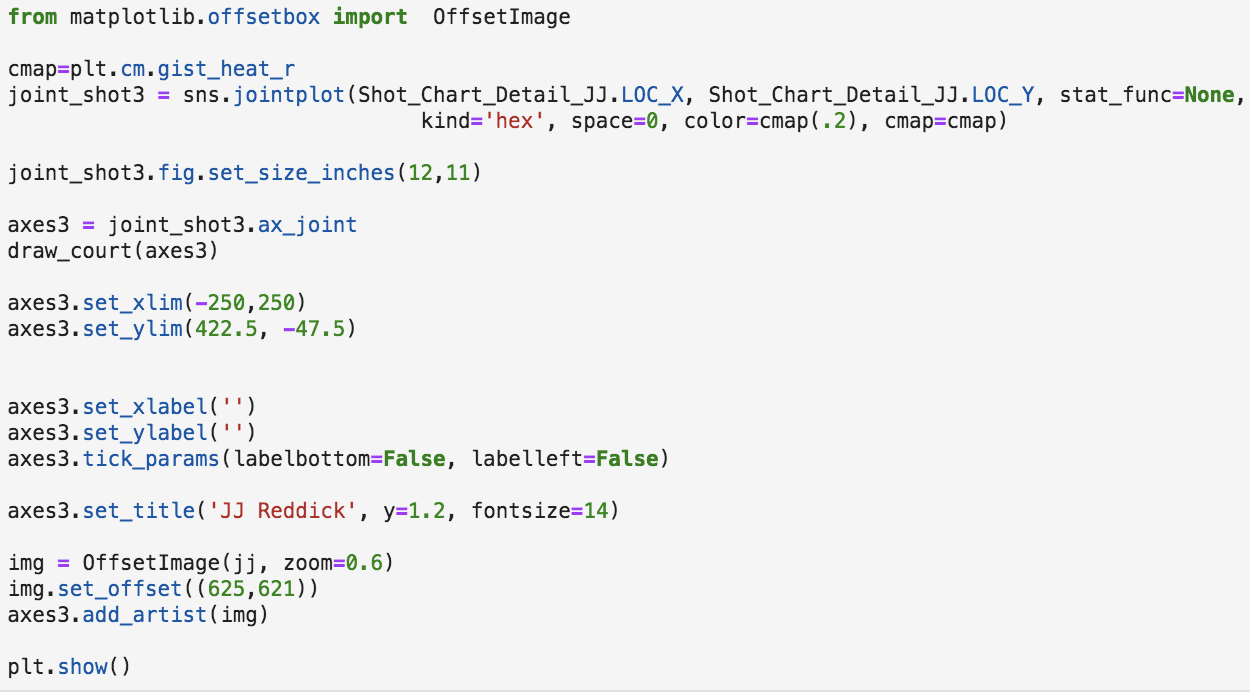 from matplotlib.offsetbox import  OffsetImage
cmap=plt.cm.gist_heat_r
joint_shot3 = sns.jointplot(Shot_Chart_Detail_JJ.LOC_X, Shot_Chart_Detail_JJ.LOC_Y, stat_func=None,
kind='hex', space=0, color=cmap(.2), cmap=cmap)
joint_shot3.fig.set_size_inches(12,11)
axes3 = joint_shot3.ax_joint
draw_court(axes3)
axes3.set_xlim(-250,250)
axes3.set_ylim(422.5, -47.5)
axes3.set_xlabel('')
axes3.set_ylabel('')
axes3.tick_params(labelbottom=False, labelleft=False)
axes3.set_title('JJ Reddick', y=1.2, fontsize=14)
img = OffsetImage(jj, zoom=0.6)
img.set_offset((625,621))
axes3.add_artist(img)
plt.show()